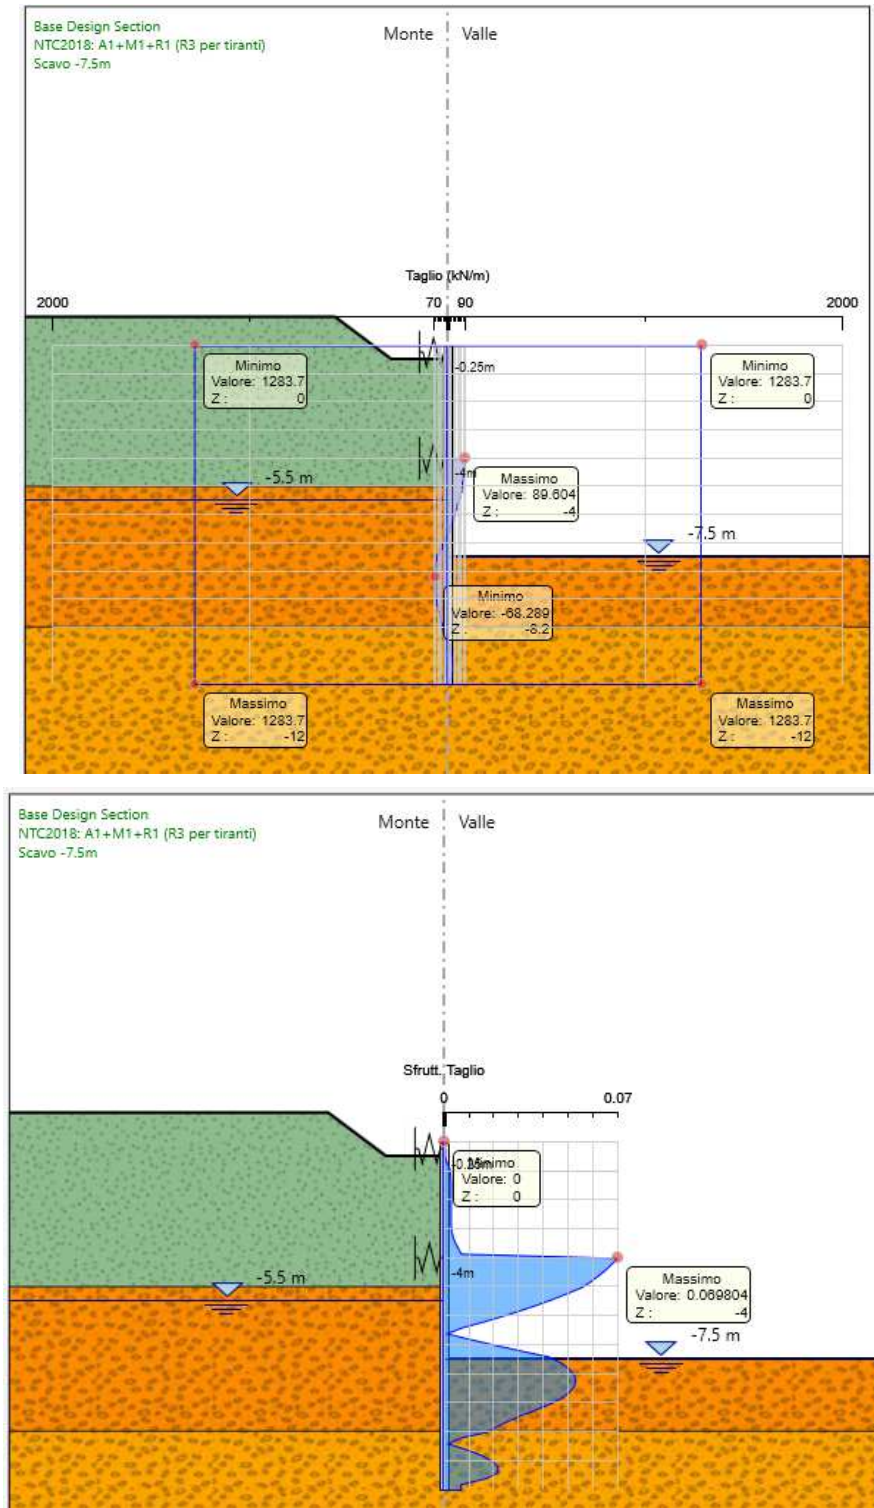 Base Design Section
NTC2018: A1+M1+R1 (R3 per tiranti)
Scavo -7.5m
Monte Valle
Taglio (kN/m)
2000 70 90 2000
Minimo
Valore: 1283.7
Z : 0
-0.25m
Minimo
Valore: 1283.7
Z : 0
-5.5 m
-4m
Massimo
Valore: 89.604
Z : -4
-7.5 m
Minimo
Valore: -68.289
Z : -8.2
Massimo
Valore: 1283.7
Z : -12
Massimo
Valore: 1283.7
Z : -12
Base Design Section
NTC2018: A1+M1+R1 (R3 per tiranti)
Scavo -7.5m
Monte Valle
Sfrutt. Taglio
0 0.07
Minimo
Valore: 0
Z : 0
-5.5 m
-4m
Massimo
Valore: 0.069804
Z : -4
-7.5 m